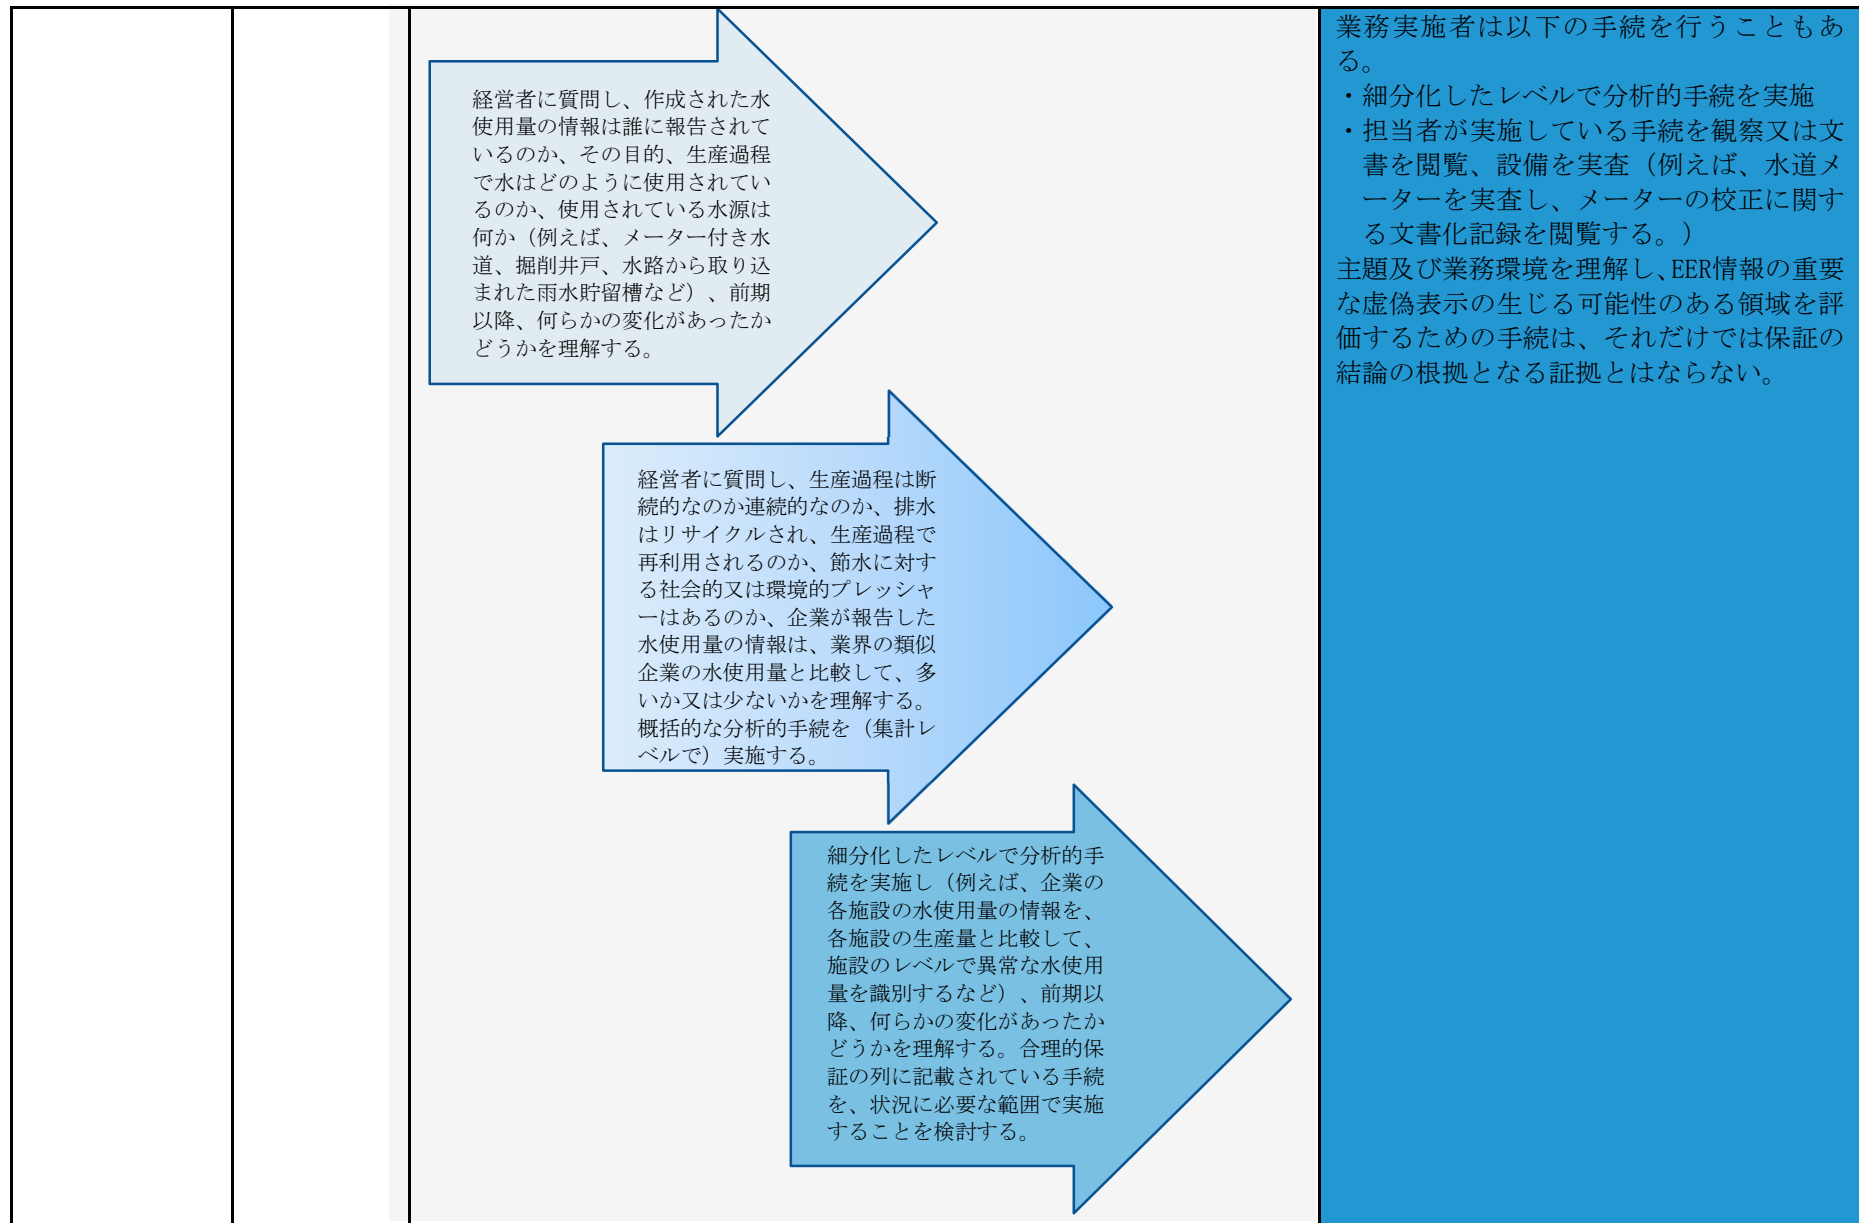 経営者に質問し、作成された水
使用量の情報は誰に報告されて
いるのか、その目的、生産過程
で水はどのように使用されてい
るのか、使用されている水源は
何か（例えば、メーター付き水
道、掘削井戸、水路から取り込
まれた雨水貯留槽など）、前期
以降、何らかの変化があったか
どうかを理解する。
経営者に質問し、生産過程は断
続的なのか連続的なのか、排水
はリサイクルされ、生産過程で
再利用されるのか、節水に対す
る社会的又は環境的プレッシャ
ーはあるのか、企業が報告した
水使用量の情報は、業界の類似
企業の水使用量と比較して、多
いか又は少ないかを理解する。
概括的な分析的手続を（集計レ
ベルで）実施する。
細分化したレベルで分析的手
続を実施し（例えば、企業の
各施設の水使用量の情報を、
各施設の生産量と比較して、
施設のレベルで異常な水使用
量を識別するなど）、前期以
降、何らかの変化があったか
どうかを理解する。合理的保
証の列に記載されている手続
を、状況に必要な範囲で実施
することを検討する。
業務実施者は以下の手続を行うこともあ
る。
・細分化したレベルで分析的手続を実施
・担当者が実施している手続を観察又は文
書を閲覧、設備を実査（例えば、水道メ
ーターを実査し、メーターの校正に関す
る文書化記録を閲覧する。）
主題及び業務環境を理解し、EER情報の重要
な虚偽表示の生じる可能性のある領域を評
価するための手続は、それだけでは保証の
結論の根拠となる証拠とはならない。